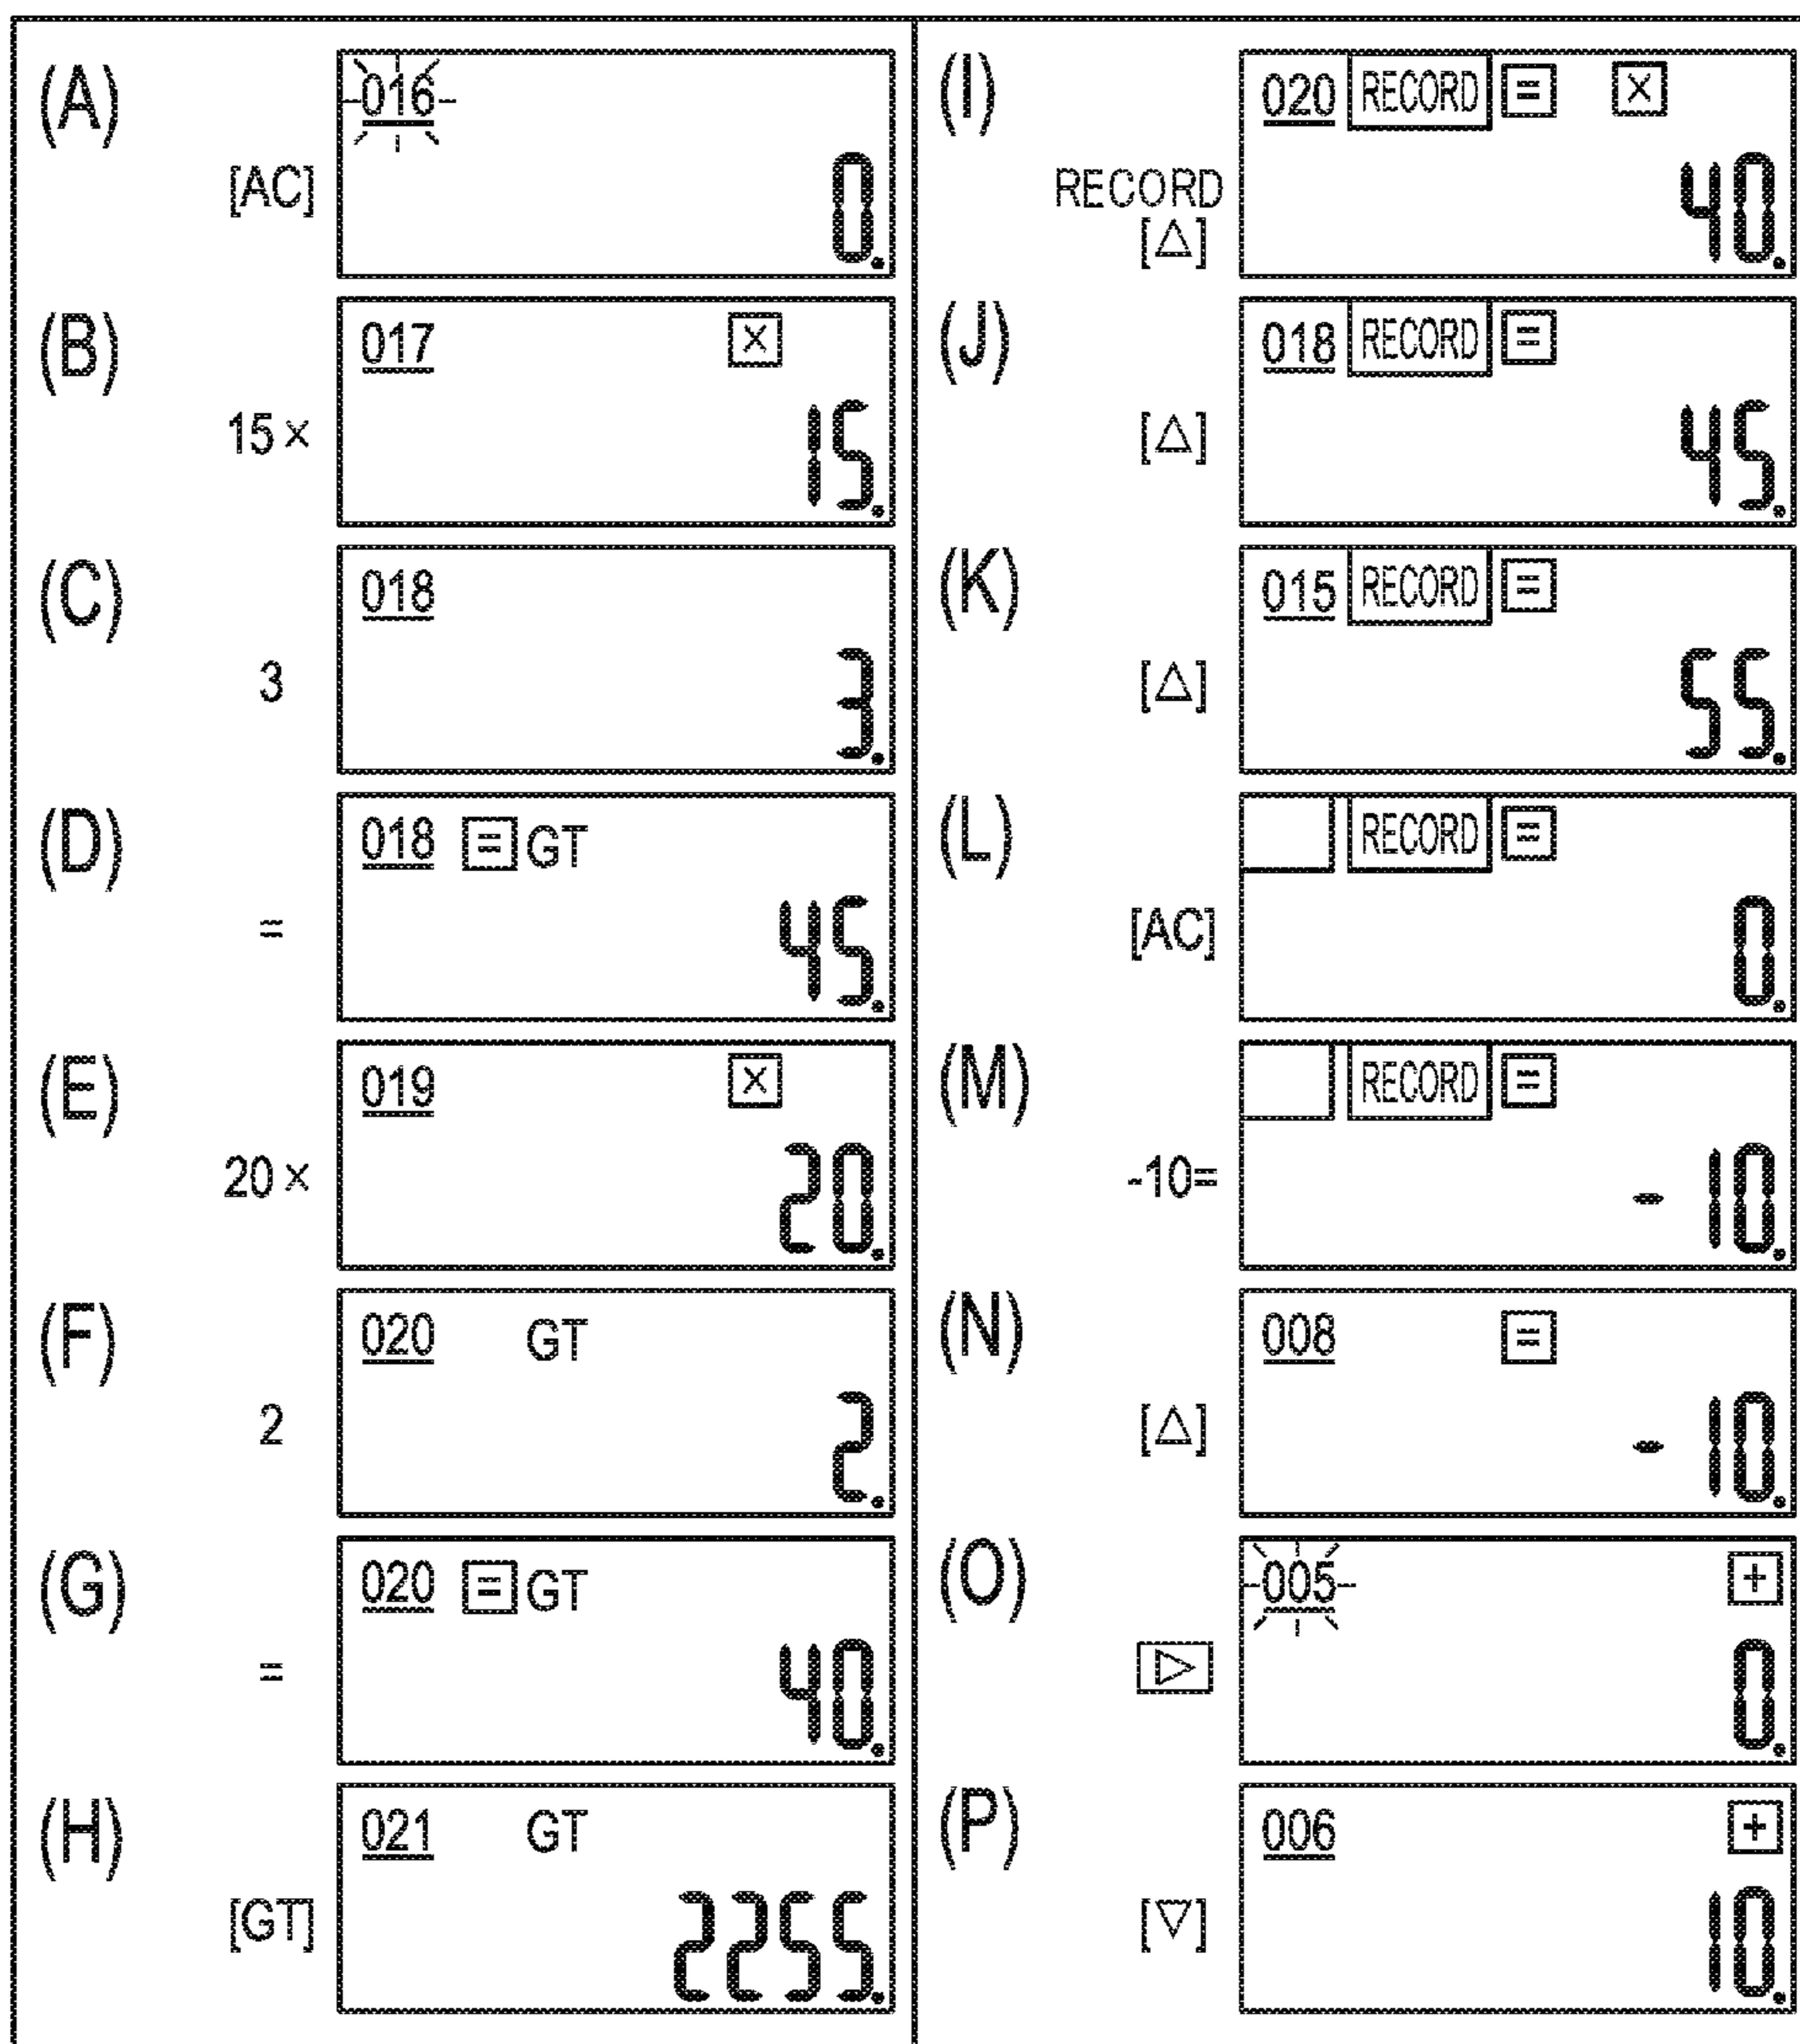 (A)
016
[AC]
0.
(B)
017 ×
15 ×
15.
(C)
018
3
3.
(D)
018 = GT
=
45.
(E)
019 ×
20 ×
20.
(F)
020 GT
2
2.
(G)
020 = GT
=
40.
(H)
021 GT
[GT]
2255.
(I)
020 RECORD = ×
RECORD
[△]
40.
(J)
018 RECORD =
[△]
45.
(K)
015 RECORD =
[△]
55.
(L)
RECORD =
[AC]
0.
(M)
RECORD =
-10=
- 10.
(N)
008 =
[△]
- 10.
(O)
005 +
▷
0.
(P)
006 +
[▽]
10.